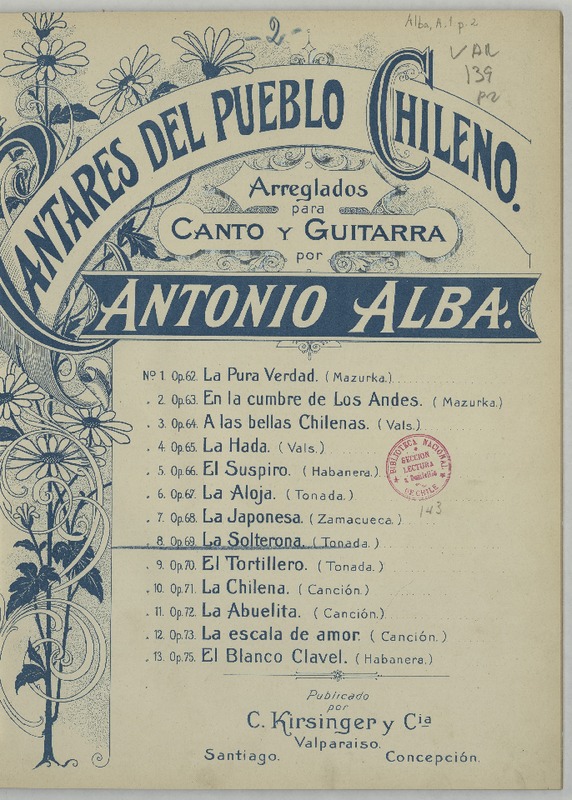 Alba, A. 1 p. 2
- 2 -
VAR
139
p2
CANTARES DEL PUEBLO CHILENO.
Arreglados
para
CANTO Y GUITARRA
por
ANTONIO ALBA.
Nº 1. Op.62. La Pura Verdad. (Mazurka.)
" 2. Op.63. En la cumbre de Los Andes. (Mazurka.)
" 3. Op.64. A las bellas Chilenas. (Vals.)
" 4. Op.65. La Hada. (Vals.)
" 5. Op.66. El Suspiro. (Habanera.)
" 6. Op.67. La Aloja. (Tonada.)
" 7. Op.68. La Japonesa. (Zamacueca.)
" 8. Op.69. La Solterona. (Tonada.)
" 9. Op.70. El Tortillero. (Tonada.)
" 10. Op.71. La Chilena. (Canción.)
" 11. Op.72. La Abuelita. (Canción.)
" 12. Op.73. La escala de amor. (Canción.)
" 13. Op.75. El Blanco Clavel. (Habanera.)
BIBLIOTECA NACIONAL
SECCION
LECTURA
a Domicilio
CHILE
143
Publicado
por
C. Kirsinger y Cia
Valparaiso.
Santiago. Concepción.